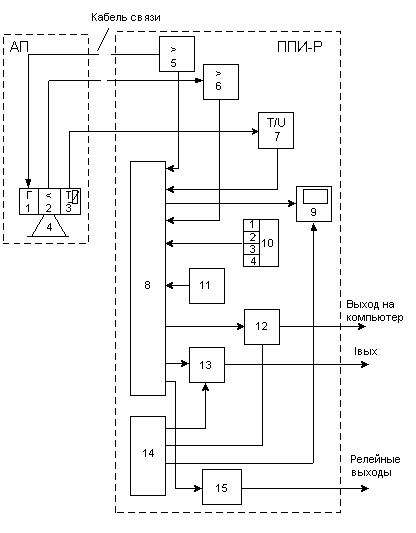 Кабель связи
АП
ППИ-Р
>
5
>
6
T/U
7
Г
<
T
1
2
3
4
8
9
1
2
3
4
10
11
Выход на
компьютер
12
Iвых
13
14
Релейные
выходы
15